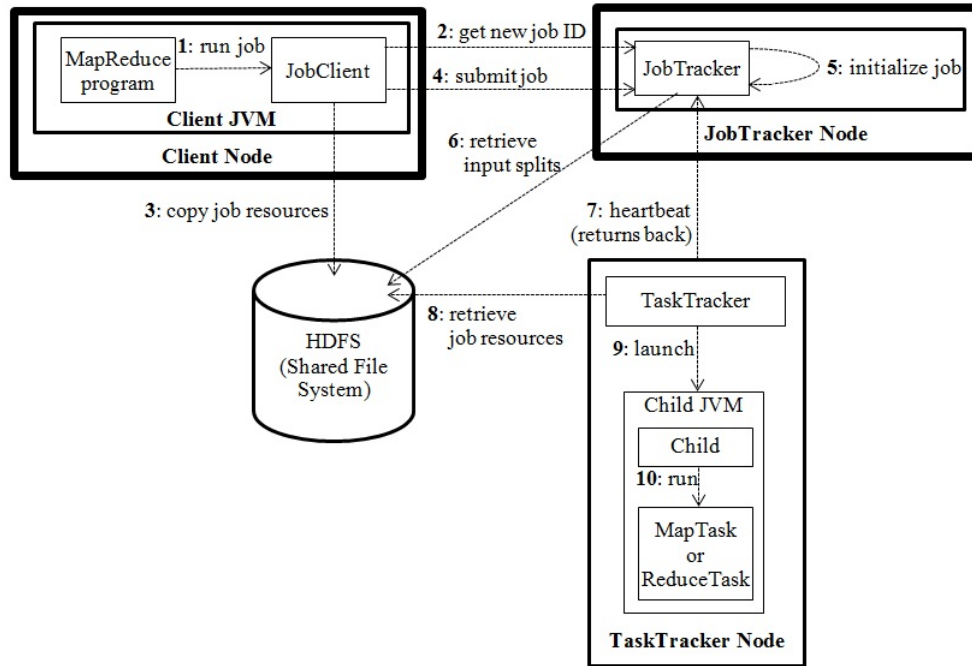 MapReduce
program
1: run job
JobClient
Client JVM
Client Node
2: get new job ID
4: submit job
JobTracker
5: initialize job
JobTracker Node
3: copy job resources
6: retrieve
input splits
7: heartbeat
(returns back)
HDFS
(Shared File
System)
8: retrieve
job resources
TaskTracker
9: launch
Child JVM
Child
10: run
MapTask
or
ReduceTask
TaskTracker Node